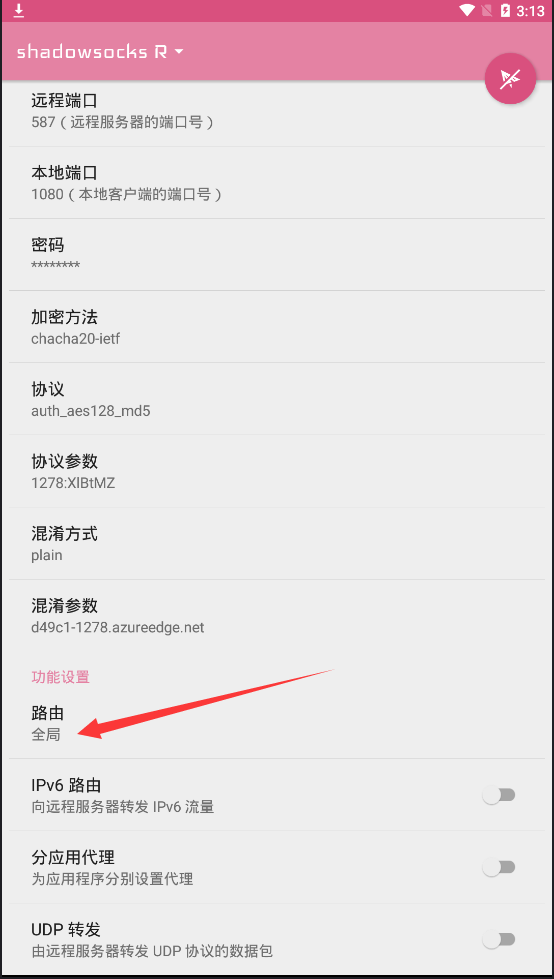 3:13
shadowsocks R
远程端口
587（远程服务器的端口号）
本地端口
1080（本地客户端的端口号）
密码
********
加密方法
chacha20-ietf
协议
auth_aes128_md5
协议参数
1278:XlBtMZ
混淆方式
plain
混淆参数
d49c1-1278.azureedge.net
功能设置
路由
全局
IPv6 路由
向远程服务器转发 IPv6 流量
分应用代理
为应用程序分别设置代理
UDP 转发
由远程服务器转发 UDP 协议的数据包